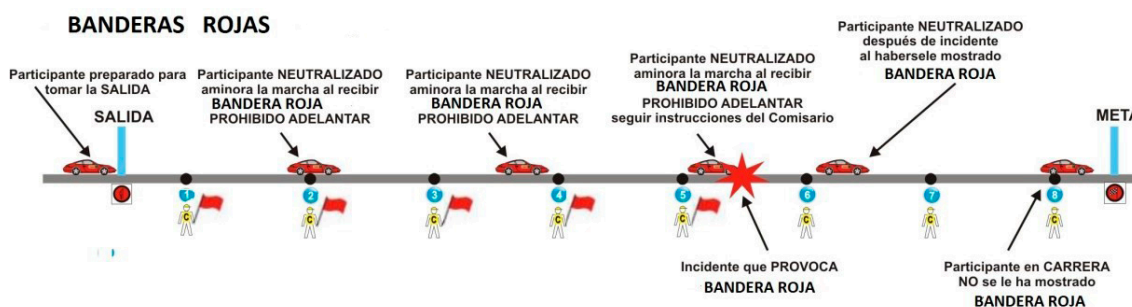 BANDERAS ROJAS
Participante preparado para
tomar la SALIDA
SALIDA
Participante NEUTRALIZADO
aminora la marcha al recibir
BANDERA ROJA
PROHIBIDO ADELANTAR
Participante NEUTRALIZADO
aminora la marcha al recibir
BANDERA ROJA
PROHIBIDO ADELANTAR
Participante NEUTRALIZADO
aminora la marcha al recibir
BANDERA ROJA
PROHIBIDO ADELANTAR
seguir instrucciones del Comisario
Participante NEUTRALIZADO
después de incidente
al habersele mostrado
BANDERA ROJA
META
1
2
3
4
5
6
7
8
C
C
C
C
C
C
C
C
Incidente que PROVOCA
BANDERA ROJA
Participante en CARRERA
NO se le ha mostrado
BANDERA ROJA